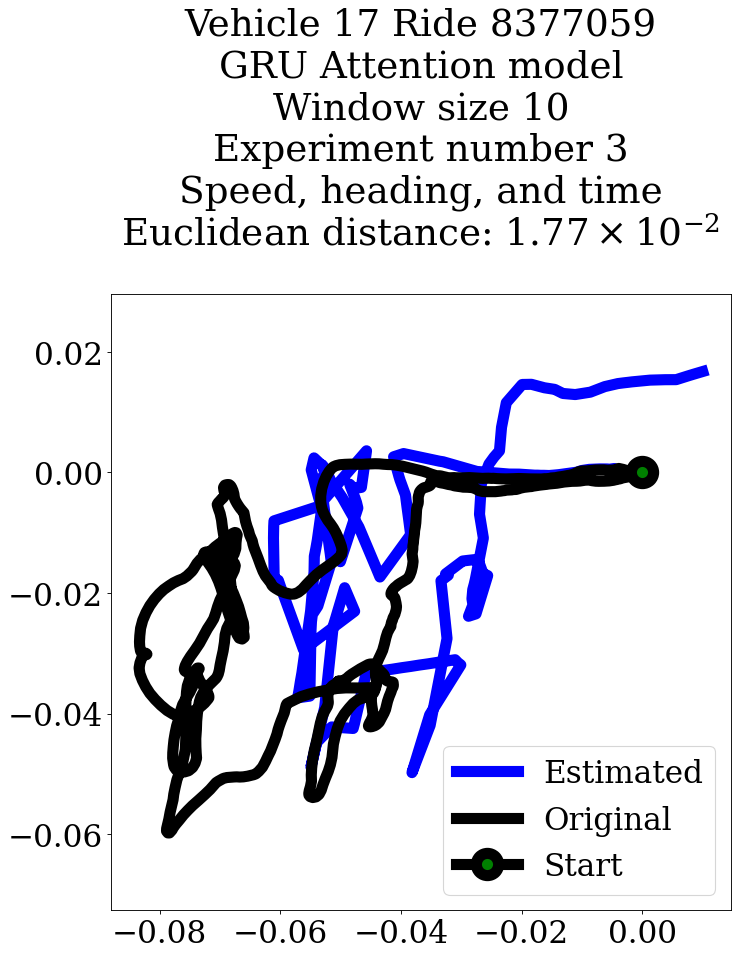 Vehicle 17 Ride 8377059
GRU Attention model
Window size 10
Experiment number 3
Speed, heading, and time
Euclidean distance: 1.77 × 10⁻²
0.02
0.00
−0.02
−0.04
−0.06
Estimated
Original
Start
−0.08 −0.06 −0.04 −0.02 0.00